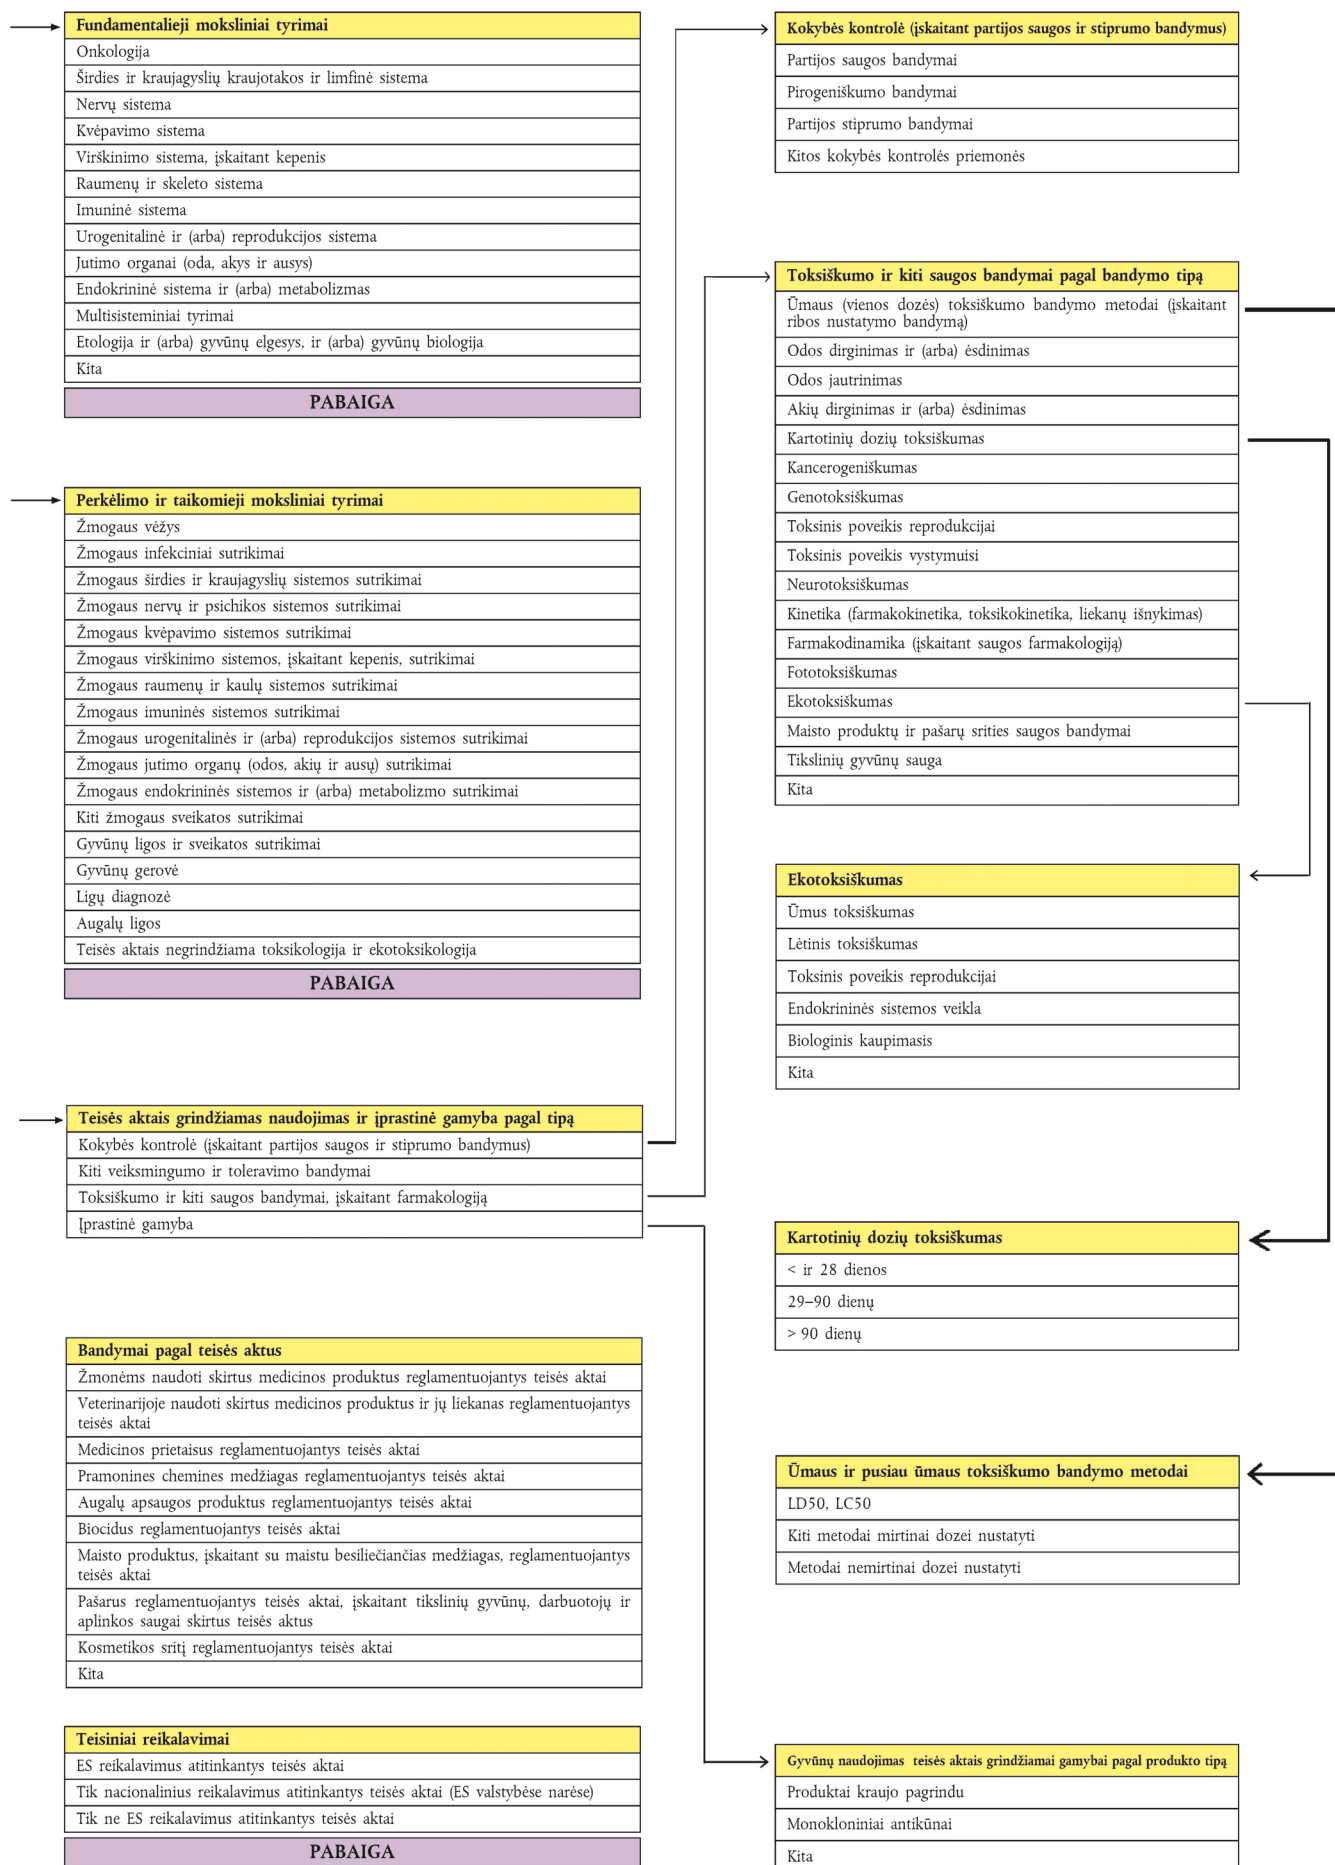 Fundamentalieji moksliniai tyrimai
Onkologija
Širdies ir kraujagyslių kraujotakos ir limfinė sistema
Nervų sistema
Kvėpavimo sistema
Virškinimo sistema, įskaitant kepenis
Raumenų ir skeleto sistema
Imuninė sistema
Urogenitalinė ir (arba) reprodukcijos sistema
Jutimo organai (oda, akys ir ausys)
Endokrininė sistema ir (arba) metabolizmas
Multisisteminiai tyrimai
Etologija ir (arba) gyvūnų elgesys, ir (arba) gyvūnų biologija
Kita
PABAIGA
Perkėlimo ir taikomieji moksliniai tyrimai
Žmogaus vėžys
Žmogaus infekciniai sutrikimai
Žmogaus širdies ir kraujagyslių sistemos sutrikimai
Žmogaus nervų ir psichikos sistemos sutrikimai
Žmogaus kvėpavimo sistemos sutrikimai
Žmogaus virškinimo sistemos, įskaitant kepenis, sutrikimai
Žmogaus raumenų ir kaulų sistemos sutrikimai
Žmogaus imuninės sistemos sutrikimai
Žmogaus urogenitalinės ir (arba) reprodukcijos sistemos sutrikimai
Žmogaus jutimo organų (odos, akių ir ausų) sutrikimai
Žmogaus endokrininės sistemos ir (arba) metabolizmo sutrikimai
Kiti žmogaus sveikatos sutrikimai
Gyvūnų ligos ir sveikatos sutrikimai
Gyvūnų gerovė
Ligų diagnozė
Augalų ligos
Teisės aktais negrindžiama toksikologija ir ekotoksikologija
PABAIGA
Teisės aktais grindžiamas naudojimas ir įprastinė gamyba pagal tipą
Kokybės kontrolė (įskaitant partijos saugos ir stiprumo bandymus)
Kiti veiksmingumo ir toleravimo bandymai
Toksiškumo ir kiti saugos bandymai, įskaitant farmakologiją
Įprastinė gamyba
Bandymai pagal teisės aktus
Žmonėms naudoti skirtus medicinos produktus reglamentuojantys teisės aktai
Veterinarijoje naudoti skirtus medicinos produktus ir jų liekanas reglamentuojantys
teisės aktai
Medicinos prietaisus reglamentuojantys teisės aktai
Pramonines chemines medžiagas reglamentuojantys teisės aktai
Augalų apsaugos produktus reglamentuojantys teisės aktai
Biocidus reglamentuojantys teisės aktai
Maisto produktus, įskaitant su maistu besiliečiančias medžiagas, reglamentuojantys
teisės aktai
Pašarus reglamentuojantys teisės aktai, įskaitant tikslinių gyvūnų, darbuotojų ir
aplinkos saugai skirtus teisės aktus
Kosmetikos sritį reglamentuojantys teisės aktai
Kita
Teisiniai reikalavimai
ES reikalavimus atitinkantys teisės aktai
Tik nacionalinius reikalavimus atitinkantys teisės aktai (ES valstybėse narėse)
Tik ne ES reikalavimus atitinkantys teisės aktai
PABAIGA
Kokybės kontrolė (įskaitant partijos saugos ir stiprumo bandymus)
Partijos saugos bandymai
Pirogeniškumo bandymai
Partijos stiprumo bandymai
Kitos kokybės kontrolės priemonės
Toksiškumo ir kiti saugos bandymai pagal bandymo tipą
Ūmaus (vienos dozės) toksiškumo bandymo metodai (įskaitant
ribos nustatymo bandymą)
Odos dirginimas ir (arba) ėsdinimas
Odos jautrinimas
Akių dirginimas ir (arba) ėsdinimas
Kartotinių dozių toksiškumas
Kancerogeniškumas
Genotoksiškumas
Toksinis poveikis reprodukcijai
Toksinis poveikis vystymuisi
Neurotoksiškumas
Kinetika (farmakokinetika, toksikokinetika, liekanų išnykimas)
Farmakodinamika (įskaitant saugos farmakologiją)
Fototoksiškumas
Ekotoksiškumas
Maisto produktų ir pašarų srities saugos bandymai
Tikslinių gyvūnų sauga
Kita
Ekotoksiškumas
Ūmus toksiškumas
Lėtinis toksiškumas
Toksinis poveikis reprodukcijai
Endokrininės sistemos veikla
Biologinis kaupimasis
Kita
Kartotinių dozių toksiškumas
< ir 28 dienos
29–90 dienų
> 90 dienų
Ūmaus ir pusiau ūmaus toksiškumo bandymo metodai
LD50, LC50
Kiti metodai mirtinai dozei nustatyti
Metodai nemirtinai dozei nustatyti
Gyvūnų naudojimas teisės aktais grindžiamai gamybai pagal produkto tipą
Produktai kraujo pagrindu
Monokloniniai antikūnai
Kita